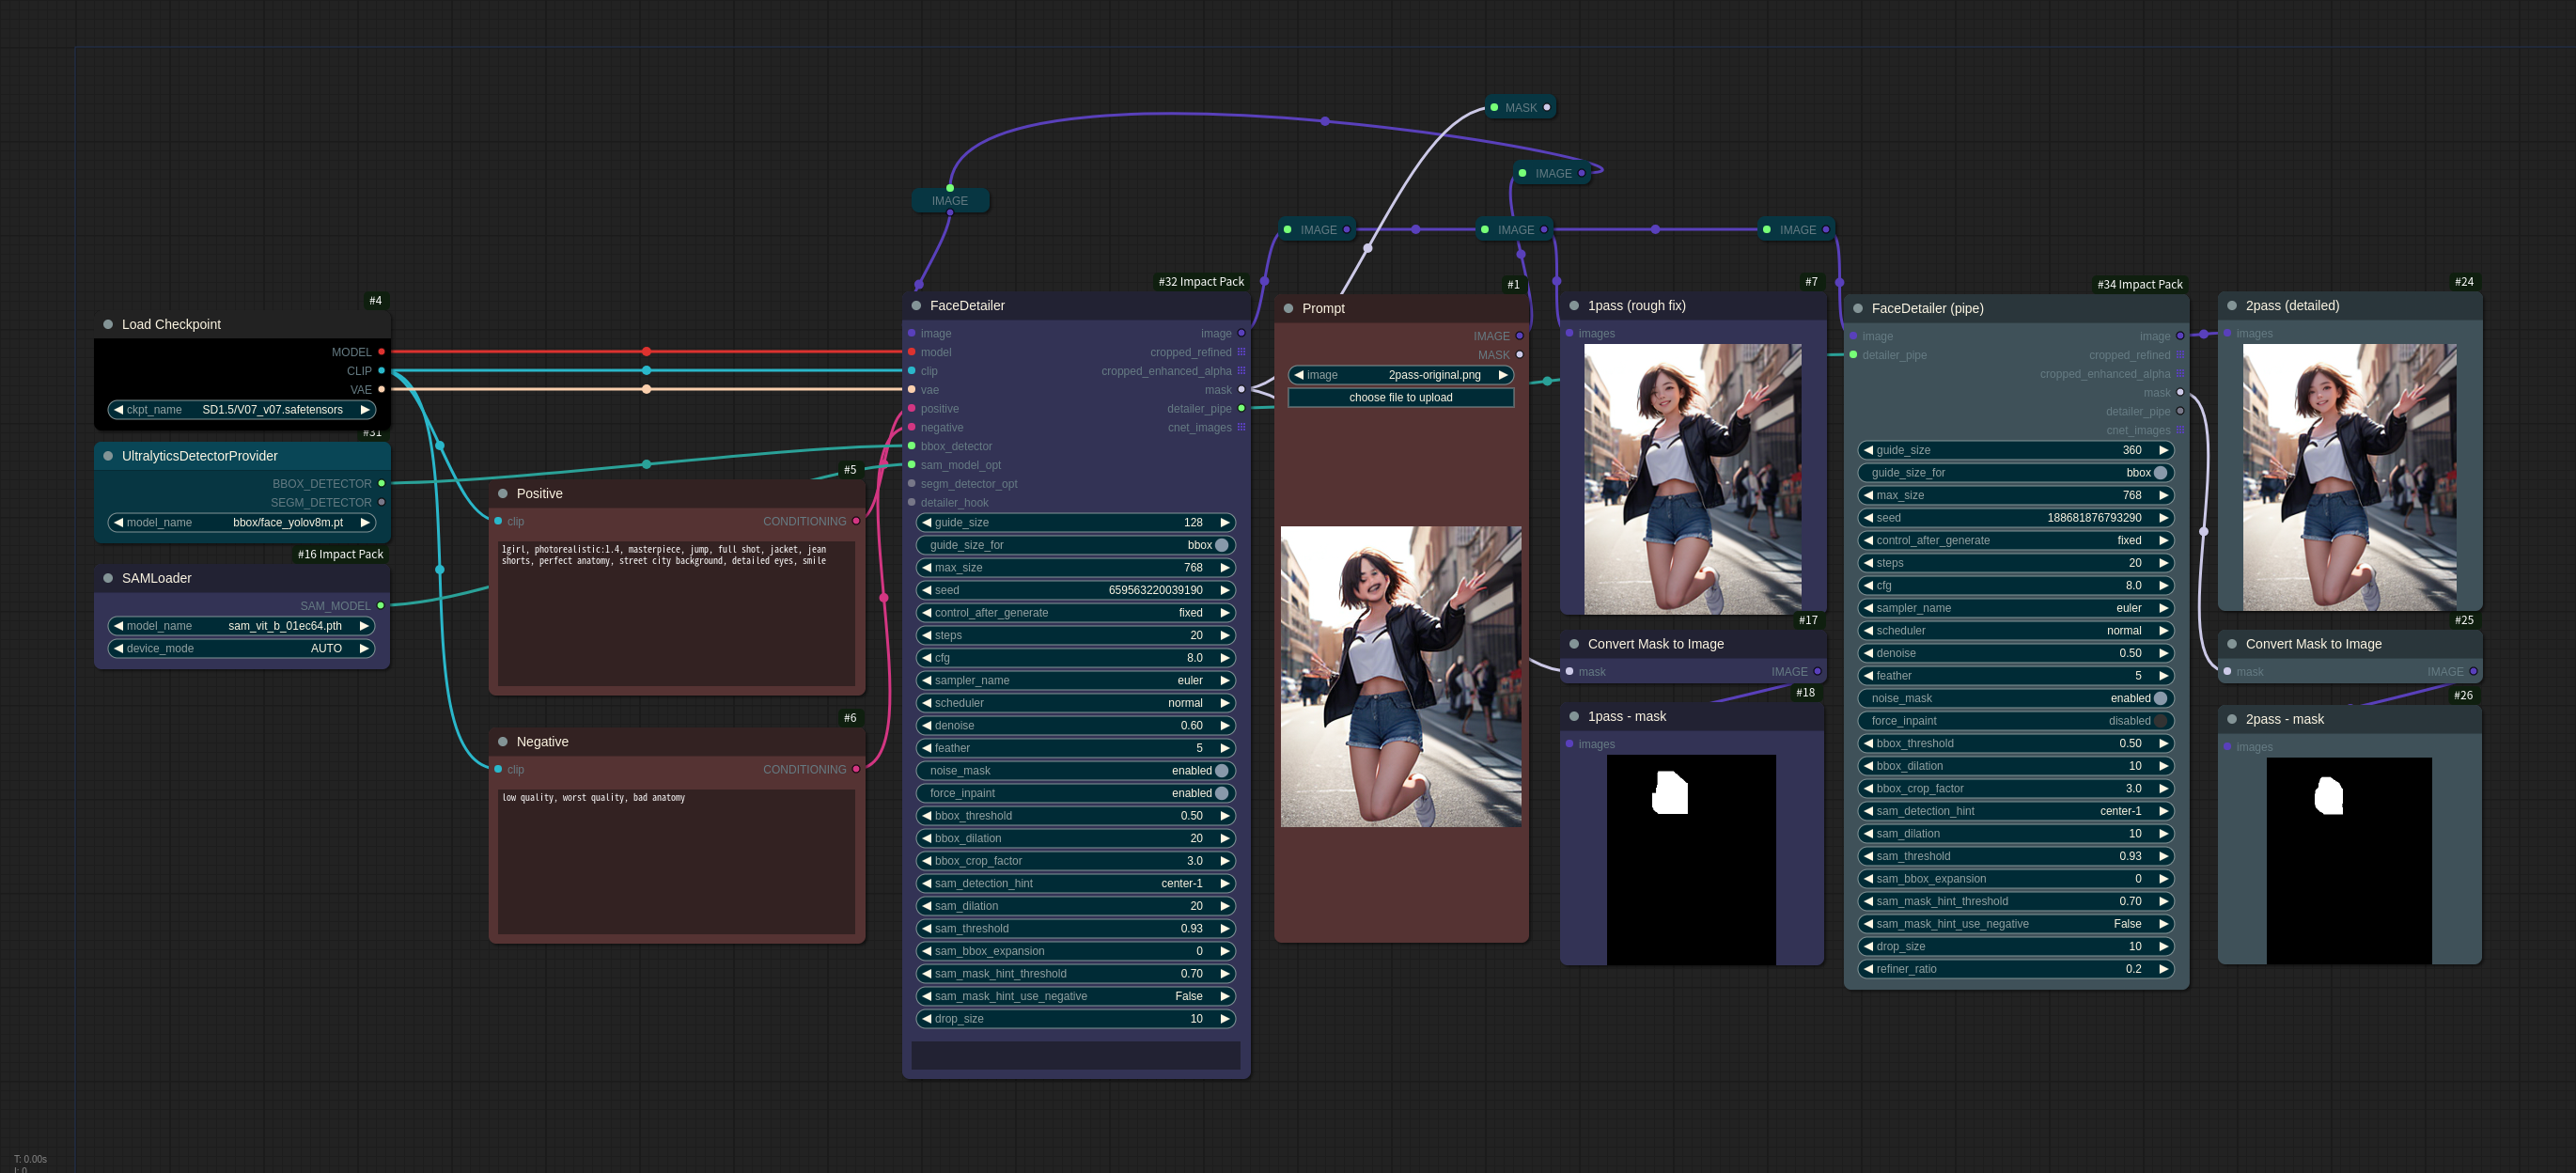 MASK
IMAGE
IMAGE
IMAGE
IMAGE
IMAGE
#4
Load Checkpoint
MODEL
CLIP
VAE
ckpt_name SD1.5/V07_v07.safetensors
#31
UltralyticsDetectorProvider
BBOX_DETECTOR
SEGM_DETECTOR
model_name bbox/face_yolov8m.pt
#16 Impact Pack
SAMLoader
SAM_MODEL
model_name sam_vit_b_01ec64.pth
device_mode AUTO
#5
Positive
clip CONDITIONING
1girl, photorealistic:1.4, masterpiece, jump, full shot, jacket, jean
shorts, perfect anatomy, street city background, detailed eyes, smile
#6
Negative
clip CONDITIONING
low quality, worst quality, bad anatomy
#32 Impact Pack
FaceDetailer
image image
model cropped_refined
clip cropped_enhanced_alpha
vae mask
positive detailer_pipe
negative cnet_images
bbox_detector
sam_model_opt
segm_detector_opt
detailer_hook
guide_size 128
guide_size_for bbox
max_size 768
seed 659563220039190
control_after_generate fixed
steps 20
cfg 8.0
sampler_name euler
scheduler normal
denoise 0.60
feather 5
noise_mask enabled
force_inpaint enabled
bbox_threshold 0.50
bbox_dilation 20
bbox_crop_factor 3.0
sam_detection_hint center-1
sam_dilation 20
sam_threshold 0.93
sam_bbox_expansion 0
sam_mask_hint_threshold 0.70
sam_mask_hint_use_negative False
drop_size 10
#1
Prompt
IMAGE
MASK
image 2pass-original.png
choose file to upload
#7
1pass (rough fix)
images
#17
Convert Mask to Image
mask IMAGE
#18
1pass - mask
images
#34 Impact Pack
FaceDetailer (pipe)
image image
detailer_pipe cropped_refined
cropped_enhanced_alpha
mask
detailer_pipe
cnet_images
guide_size 360
guide_size_for bbox
max_size 768
seed 188681876793290
control_after_generate fixed
steps 20
cfg 8.0
sampler_name euler
scheduler normal
denoise 0.50
feather 5
noise_mask enabled
force_inpaint disabled
bbox_threshold 0.50
bbox_dilation 10
bbox_crop_factor 3.0
sam_detection_hint center-1
sam_dilation 10
sam_threshold 0.93
sam_bbox_expansion 0
sam_mask_hint_threshold 0.70
sam_mask_hint_use_negative False
drop_size 10
refiner_ratio 0.2
#24
2pass (detailed)
images
#25
Convert Mask to Image
mask IMAGE
#26
2pass - mask
images
T: 0.00s